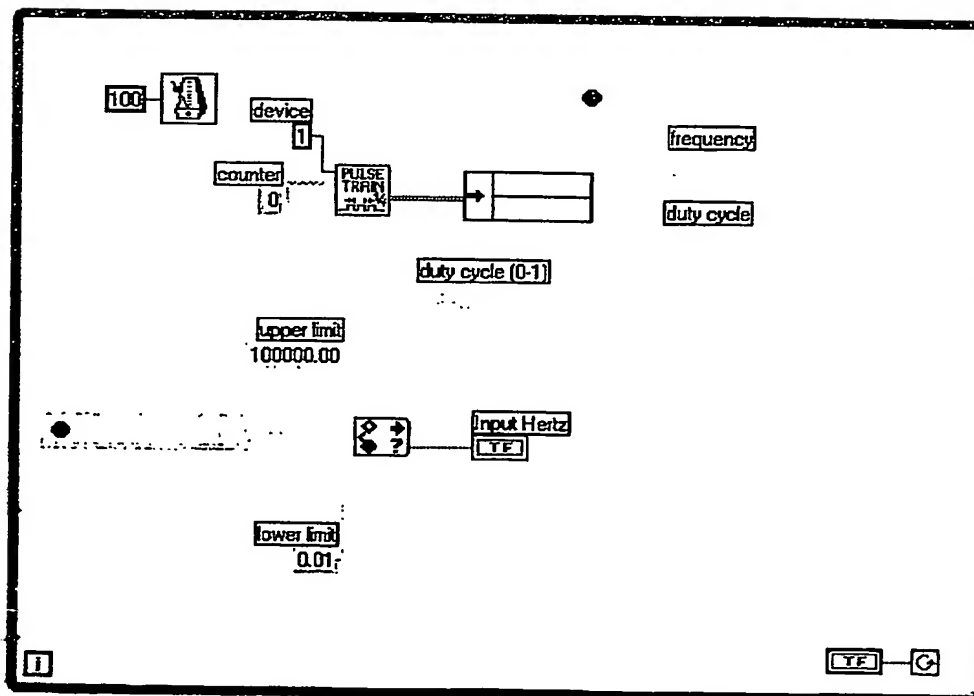 100
device
1
frequency
counter
0
PULSE
TRAIN
duty cycle
duty cycle (0-1)
upper limit
100000.00
Input Hertz
?
TF
lower limit
0.01
i
TF